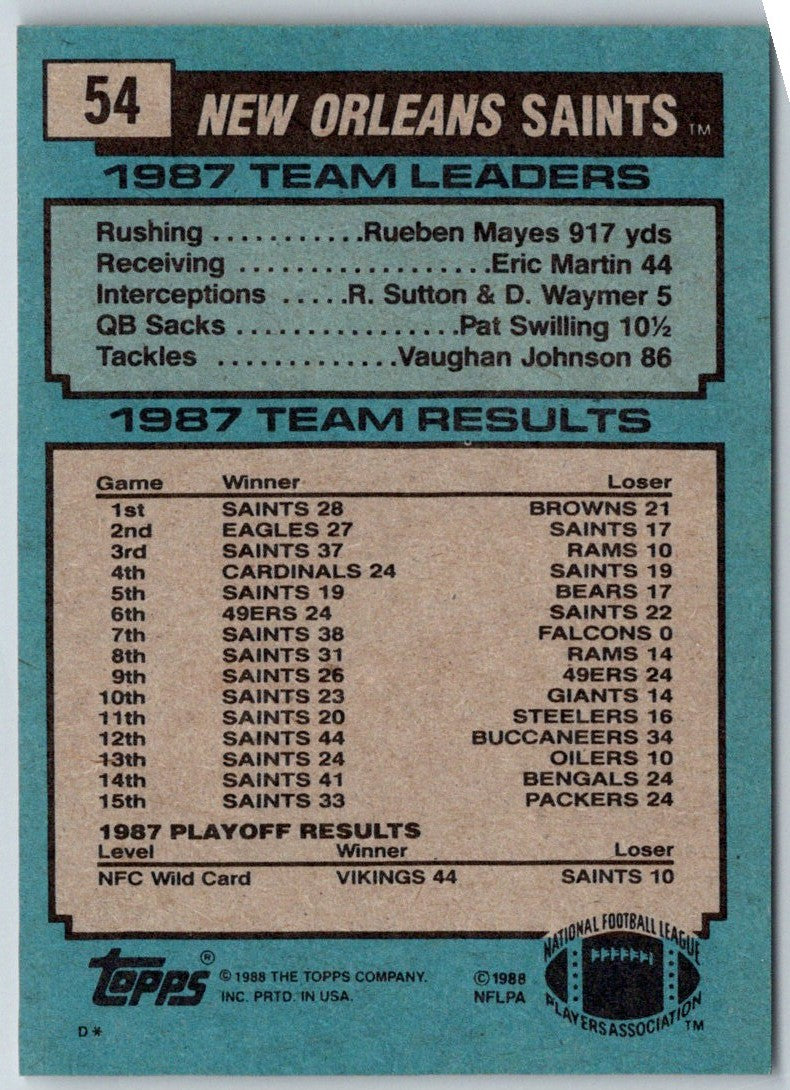 54
NEW ORLEANS SAINTS ™
1987 TEAM LEADERS
Rushing ...........Rueben Mayes 917 yds
Receiving ...................Eric Martin 44
Interceptions .....R. Sutton & D. Waymer 5
QB Sacks .................Pat Swilling 10½
Tackles .............Vaughan Johnson 86
1987 TEAM RESULTS
Game Winner Loser
1st SAINTS 28 BROWNS 21
2nd EAGLES 27 SAINTS 17
3rd SAINTS 37 RAMS 10
4th CARDINALS 24 SAINTS 19
5th SAINTS 19 BEARS 17
6th 49ERS 24 SAINTS 22
7th SAINTS 38 FALCONS 0
8th SAINTS 31 RAMS 14
9th SAINTS 26 49ERS 24
10th SAINTS 23 GIANTS 14
11th SAINTS 20 STEELERS 16
12th SAINTS 44 BUCCANEERS 34
13th SAINTS 24 OILERS 10
14th SAINTS 41 BENGALS 24
15th SAINTS 33 PACKERS 24
1987 PLAYOFF RESULTS
Level Winner Loser
NFC Wild Card VIKINGS 44 SAINTS 10
TOPPS ®
© 1988 THE TOPPS COMPANY.
INC. PRTD. IN USA.
© 1988
NFLPA
NATIONAL FOOTBALL LEAGUE
PLAYERS ASSOCIATION ™
D*